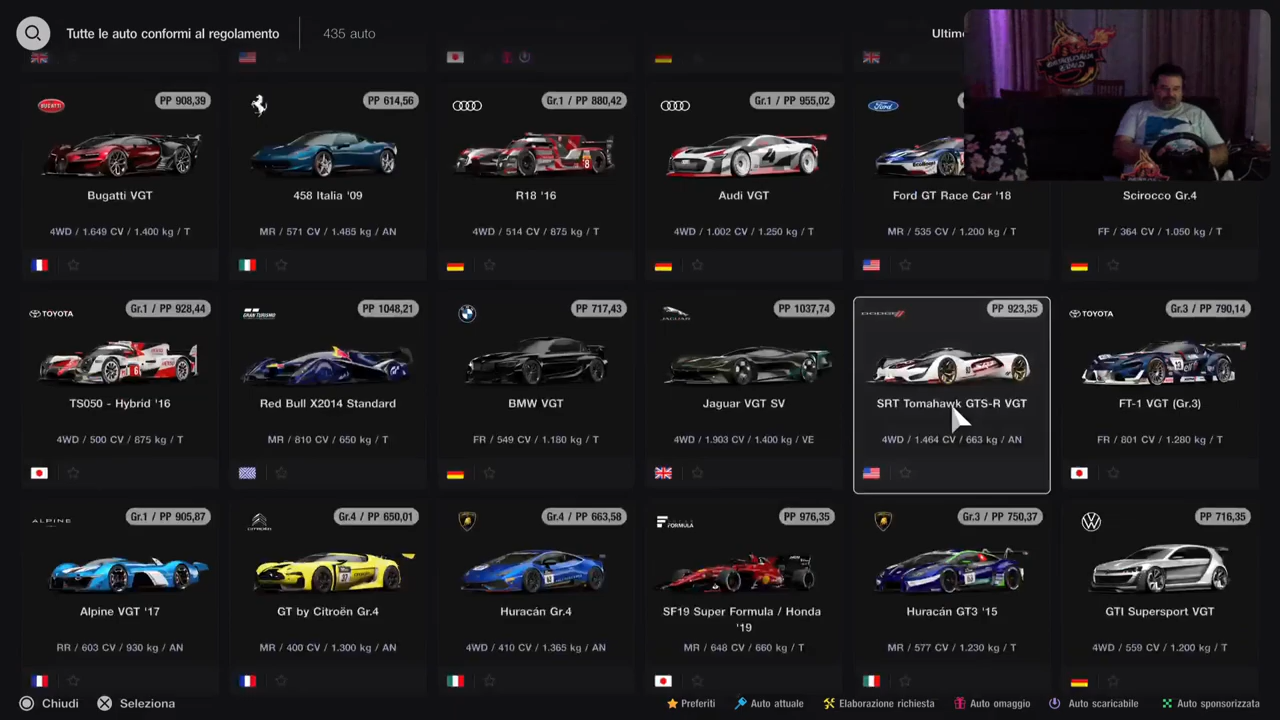 Tutte le auto conformi al regolamento
435 auto
Ultime
BUGATTI
PP 908,39
Bugatti VGT
4WD / 1.649 CV / 1.400 kg / T
PP 614,56
458 Italia '09
MR / 571 CV / 1.485 kg / AN
Gr.1 / PP 880,42
R18 '16
4WD / 514 CV / 875 kg / T
Gr.1 / PP 955,02
Audi VGT
4WD / 1.002 CV / 1.250 kg / T
Ford
Ford GT Race Car '18
MR / 535 CV / 1.200 kg / T
Scirocco Gr.4
FF / 364 CV / 1.050 kg / T
TOYOTA
Gr.1 / PP 928,44
TS050 - Hybrid '16
4WD / 500 CV / 875 kg / T
GRAN TURISMO
PP 1048,21
Red Bull X2014 Standard
MR / 810 CV / 650 kg / T
PP 717,43
BMW VGT
FR / 549 CV / 1.180 kg / T
JAGUAR
PP 1037,74
Jaguar VGT SV
4WD / 1.903 CV / 1.400 kg / VE
DODGE
PP 923,35
SRT Tomahawk GTS-R VGT
4WD / 1.464 CV / 663 kg / AN
TOYOTA
Gr.3 / PP 790,14
FT-1 VGT (Gr.3)
FR / 801 CV / 1.280 kg / T
ALPINE
Gr.1 / PP 905,87
Alpine VGT '17
RR / 603 CV / 930 kg / AN
CITROËN
Gr.4 / PP 650,01
GT by Citroën Gr.4
MR / 400 CV / 1.300 kg / AN
Gr.4 / PP 663,58
Huracán Gr.4
4WD / 410 CV / 1.365 kg / AN
FORMULA
PP 976,35
SF19 Super Formula / Honda
'19
MR / 648 CV / 660 kg / T
Gr.3 / PP 750,37
Huracán GT3 '15
MR / 577 CV / 1.230 kg / T
PP 716,35
GTI Supersport VGT
4WD / 559 CV / 1.200 kg / T
Chiudi
Seleziona
Preferiti
Auto attuale
Elaborazione richiesta
Auto omaggio
Auto scaricabile
Auto sponsorizzata